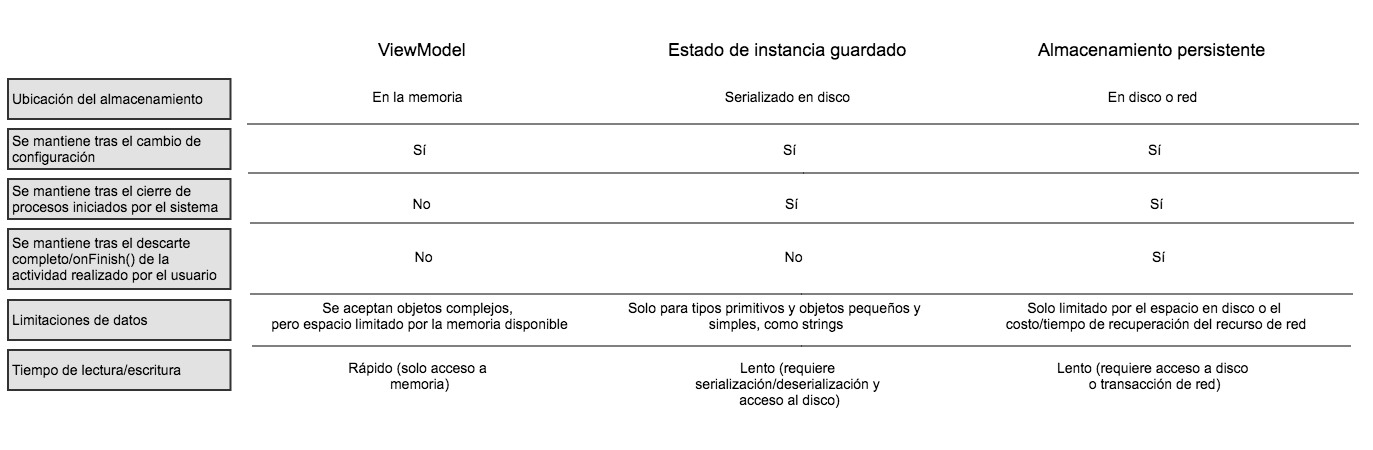 ViewModel
Estado de instancia guardado
Almacenamiento persistente
Ubicación del almacenamiento
En la memoria
Serializado en disco
En disco o red
Se mantiene tras el cambio de
configuración
Sí
Sí
Sí
Se mantiene tras el cierre de
procesos iniciados por el sistema
No
Sí
Sí
Se mantiene tras el descarte
completo/onFinish() de la
actividad realizado por el usuario
No
No
Sí
Limitaciones de datos
Se aceptan objetos complejos,
pero espacio limitado por la memoria disponible
Solo para tipos primitivos y objetos pequeños y
simples, como strings
Solo limitado por el espacio en disco o el
costo/tiempo de recuperación del recurso de red
Tiempo de lectura/escritura
Rápido (solo acceso a
memoria)
Lento (requiere
serialización/deserialización y
acceso al disco)
Lento (requiere acceso a disco
o transacción de red)